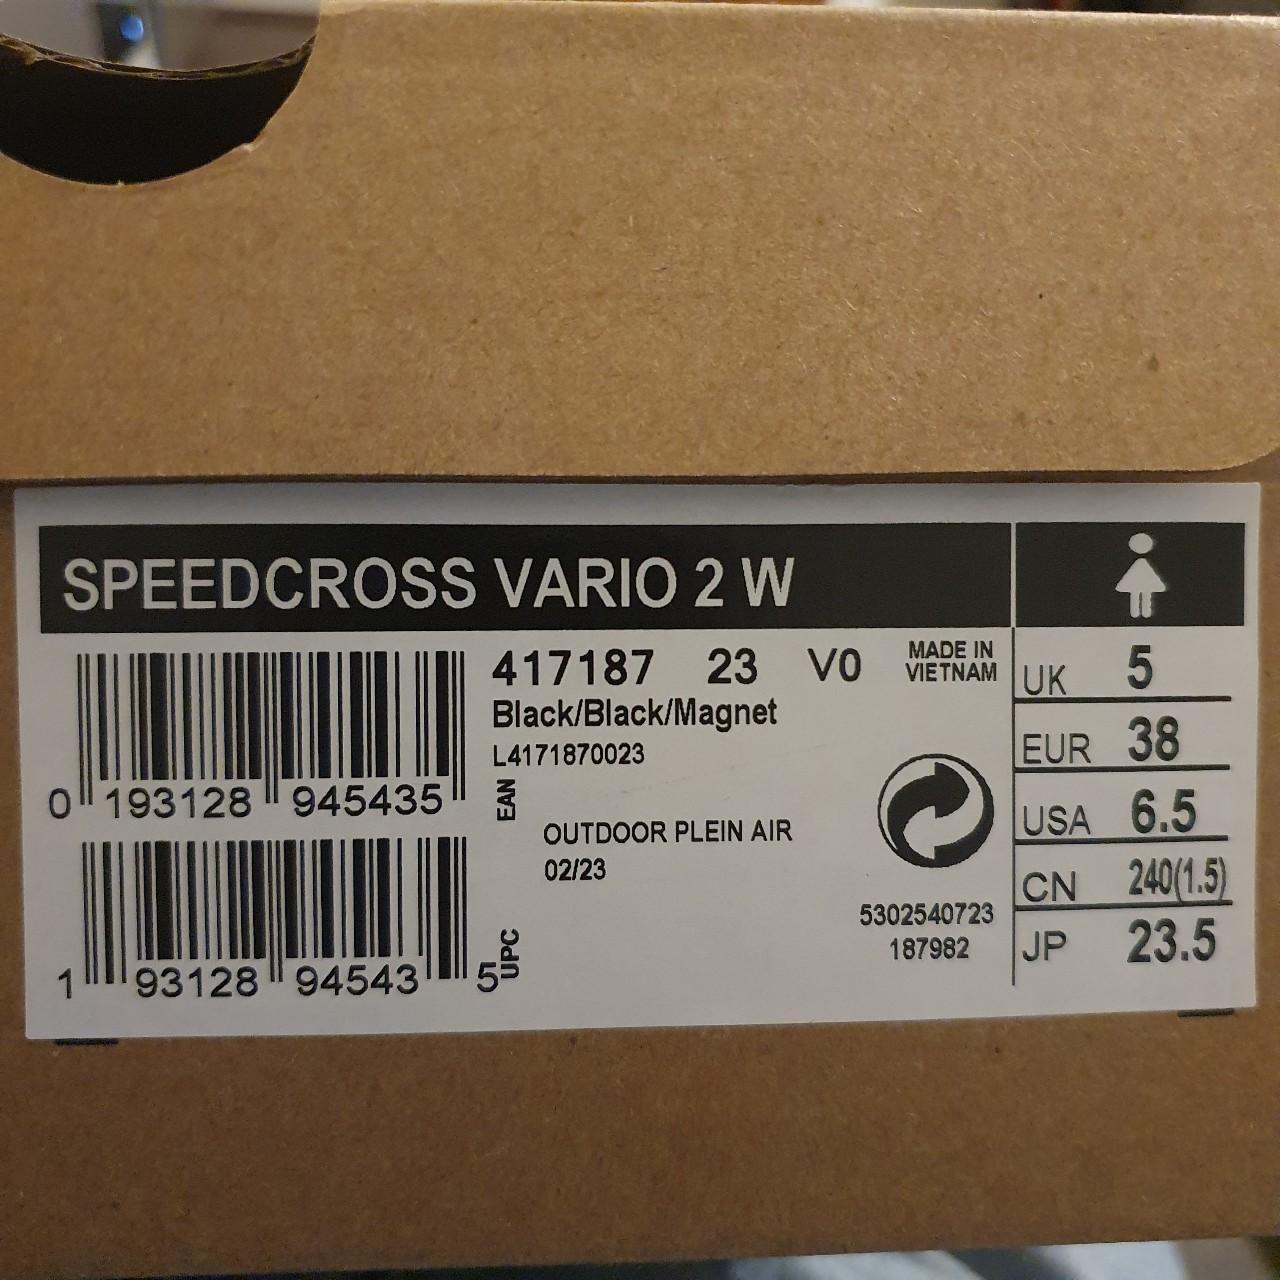 SPEEDCROSS VARIO 2 W
417187 23 V0
MADE IN
VIETNAM
Black/Black/Magnet
L4171870023
0 193128 945435
EAN
OUTDOOR PLEIN AIR
02/23
1 93128 94543 5
UPC
5302540723
187982
UK 5
EUR 38
USA 6.5
CN 240(1.5)
JP 23.5